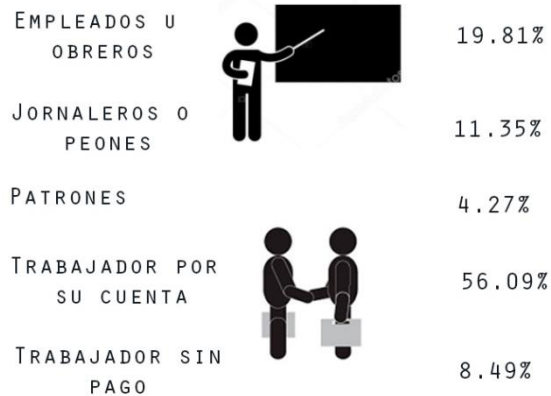 EMPLEADOS U
OBREROS
19.81%
JORNALEROS O
PEONES
11.35%
PATRONES
4.27%
TRABAJADOR POR
SU CUENTA
56.09%
TRABAJADOR SIN
PAGO
8.49%